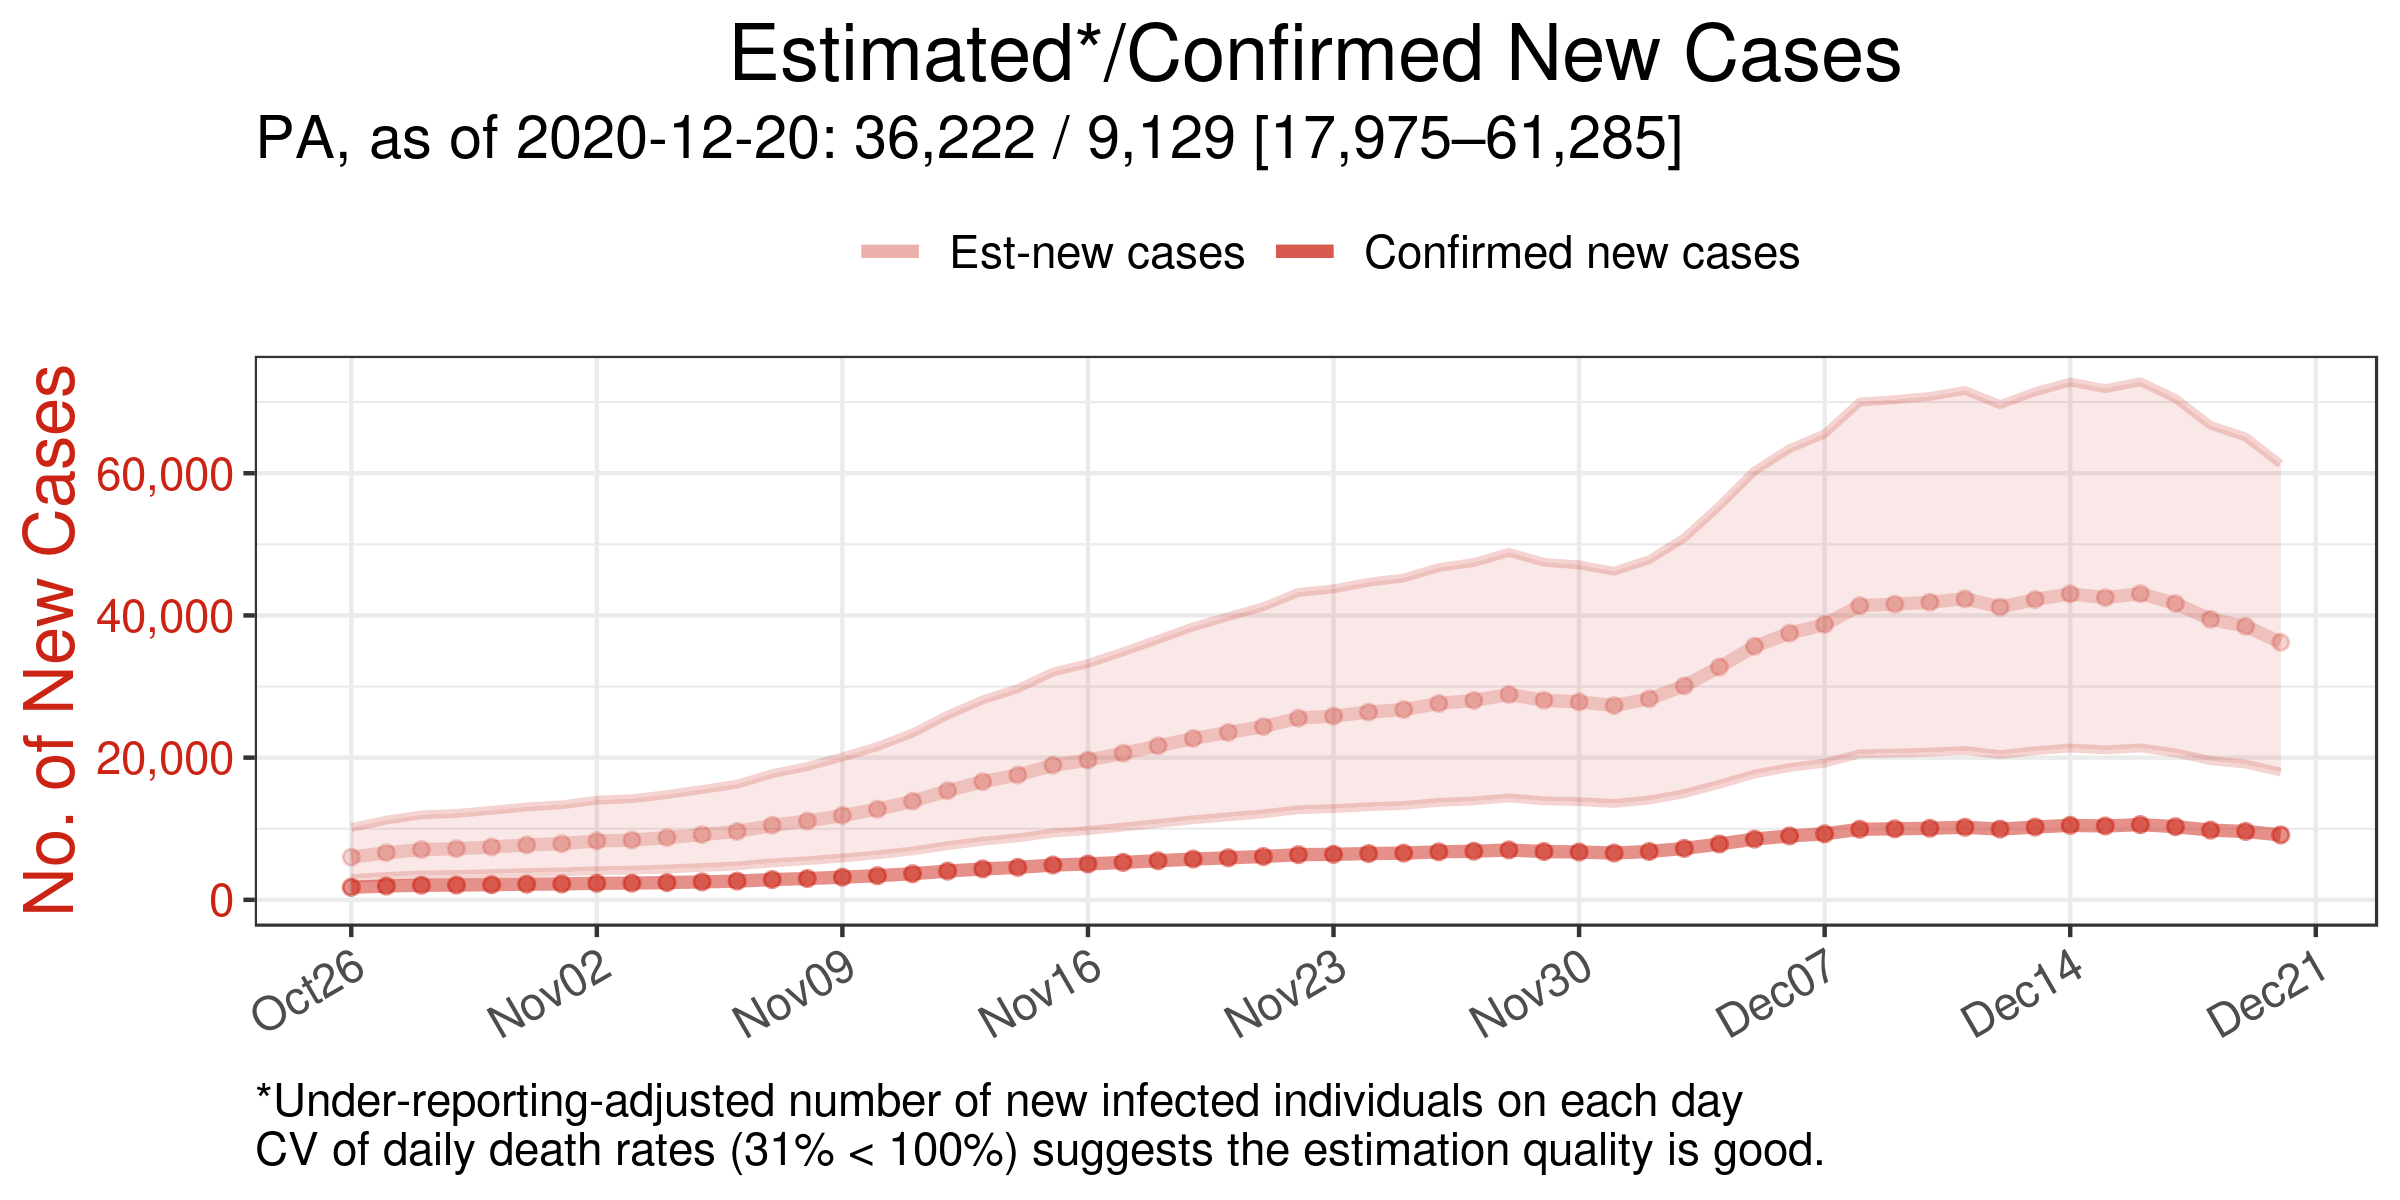 Estimated*/Confirmed New Cases
PA, as of 2020-12-20: 36,222 / 9,129 [17,975–61,285]
Est-new cases
Confirmed new cases
No. of New Cases
60,000
40,000
20,000
0
Oct26
Nov02
Nov09
Nov16
Nov23
Nov30
Dec07
Dec14
Dec21
*Under-reporting-adjusted number of new infected individuals on each day
CV of daily death rates (31% < 100%) suggests the estimation quality is good.